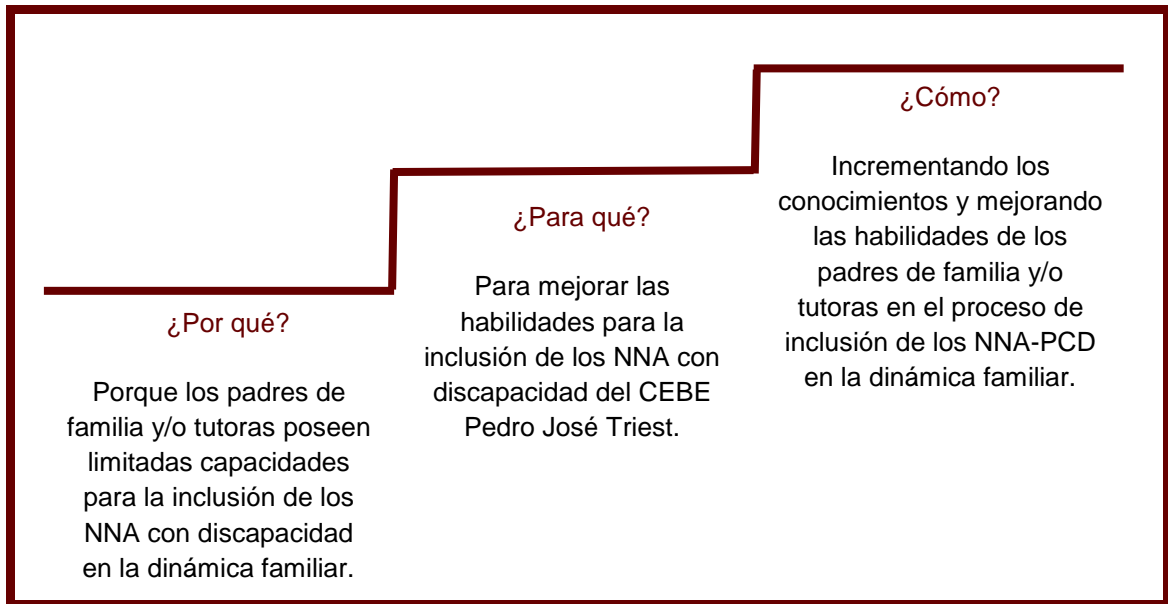 ¿Por qué?
Porque los padres de
familia y/o tutoras poseen
limitadas capacidades
para la inclusión de los
NNA con discapacidad
en la dinámica familiar.
¿Para qué?
Para mejorar las
habilidades para la
inclusión de los NNA con
discapacidad del CEBE
Pedro José Triest.
¿Cómo?
Incrementando los
conocimientos y mejorando
las habilidades de los
padres de familia y/o
tutoras en el proceso de
inclusión de los NNA-PCD
en la dinámica familiar.